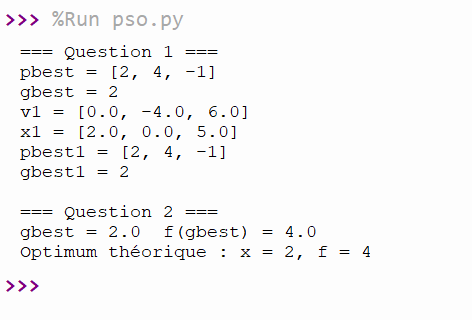 >>> %Run pso.py
=== Question 1 ===
pbest = [2, 4, -1]
gbest = 2
v1 = [0.0, -4.0, 6.0]
x1 = [2.0, 0.0, 5.0]
pbest1 = [2, 4, -1]
gbest1 = 2

=== Question 2 ===
gbest = 2.0  f(gbest) = 4.0
Optimum théorique : x = 2, f = 4
>>>